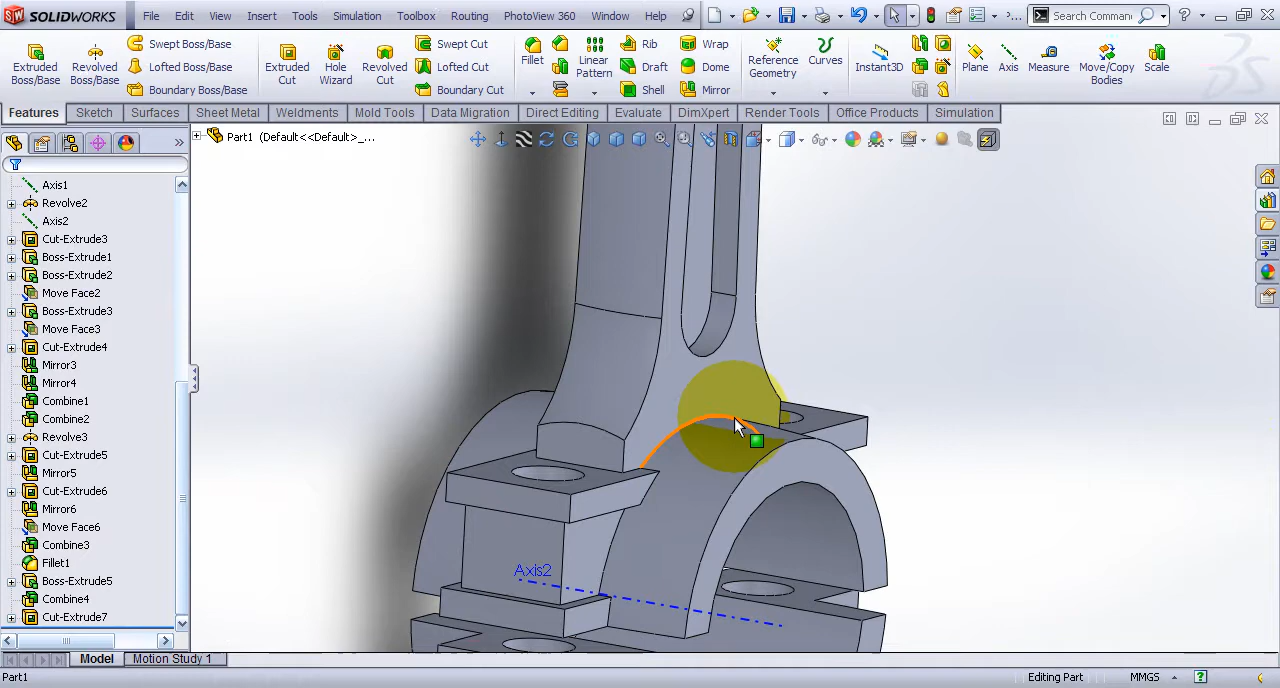 SOLIDWORKS File Edit View Insert Tools Simulation Toolbox Routing PhotoView 360 Window Help Search Comman
Extruded Boss/Base
Revolved Boss/Base
Swept Boss/Base
Lofted Boss/Base
Boundary Boss/Base
Extruded Cut
Hole Wizard
Revolved Cut
Swept Cut
Lofted Cut
Boundary Cut
Fillet
Linear Pattern
Rib
Draft
Shell
Wrap
Dome
Mirror
Reference Geometry
Curves
Instant3D
Plane
Axis
Measure
Move/Copy Bodies
Scale
Features Sketch Surfaces Sheet Metal Weldments Mold Tools Data Migration Direct Editing Evaluate DimXpert Render Tools Office Products Simulation
Part1 (Default<<Default>_...
Axis1
Revolve2
Axis2
Cut-Extrude3
Boss-Extrude1
Boss-Extrude2
Move Face2
Boss-Extrude3
Move Face3
Cut-Extrude4
Mirror3
Mirror4
Combine1
Combine2
Revolve3
Cut-Extrude5
Mirror5
Cut-Extrude6
Mirror6
Move Face6
Combine3
Fillet1
Boss-Extrude5
Combine4
Cut-Extrude7
Axis2
Model Motion Study 1
Part1 Editing Part MMGS